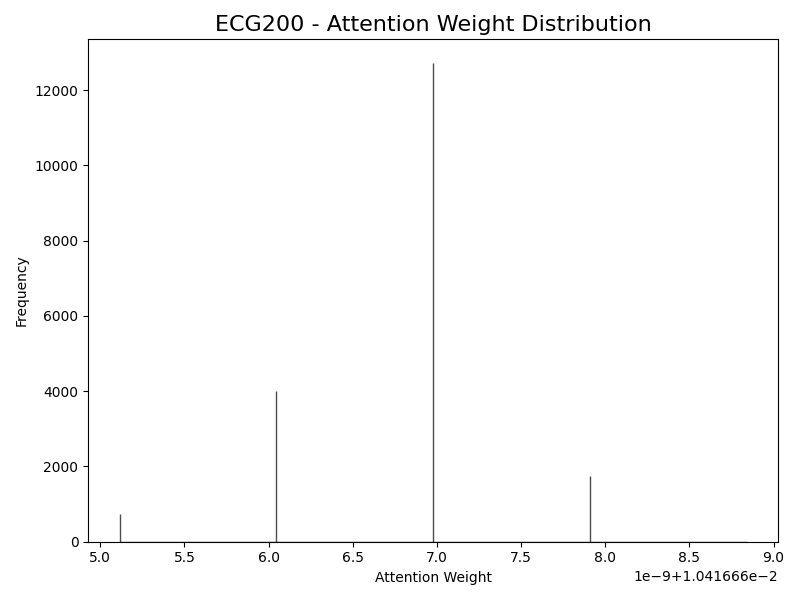 ECG200 - Attention Weight Distribution
12000
10000
8000
6000
4000
2000
0
Frequency
5.0 5.5 6.0 6.5 7.0 7.5 8.0 8.5 9.0
Attention Weight
1e−9+1.041666e−2